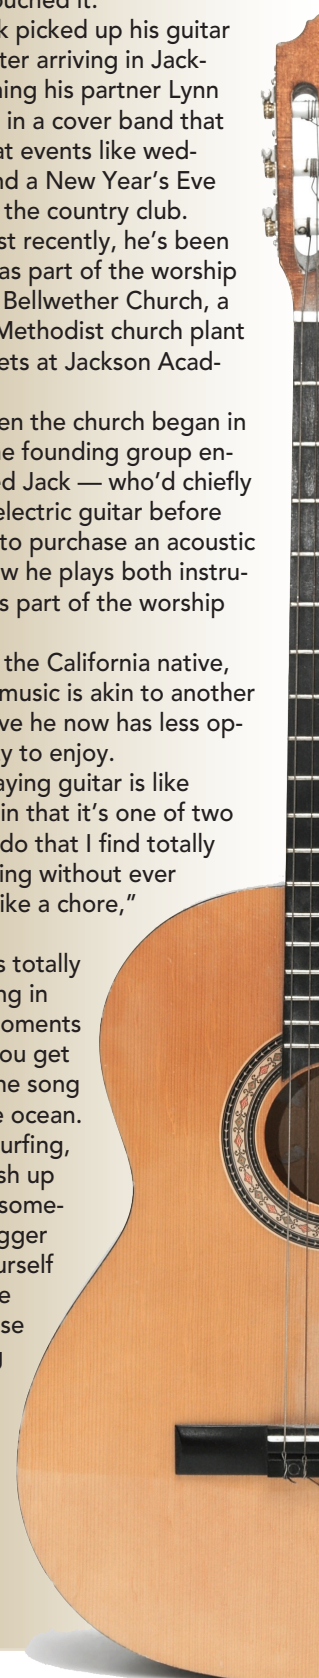 ouched it.
k picked up his guitar
ter arriving in Jack-
ning his partner Lynn
in a cover band that
at events like wed-
nd a New Year’s Eve
the country club.
st recently, he’s been
as part of the worship
Bellwether Church, a
Methodist church plant
ets at Jackson Acad-
en the church began in
ne founding group en-
ed Jack — who’d chiefly
electric guitar before
to purchase an acoustic
w he plays both instru-
s part of the worship
the California native,
music is akin to another
ve he now has less op-
y to enjoy.
aying guitar is like
in that it’s one of two
do that I find totally
ing without ever
ike a chore,”
s totally
ng in
oments
ou get
he song
e ocean.
urfing,
sh up
some-
gger
urself
e
se
g